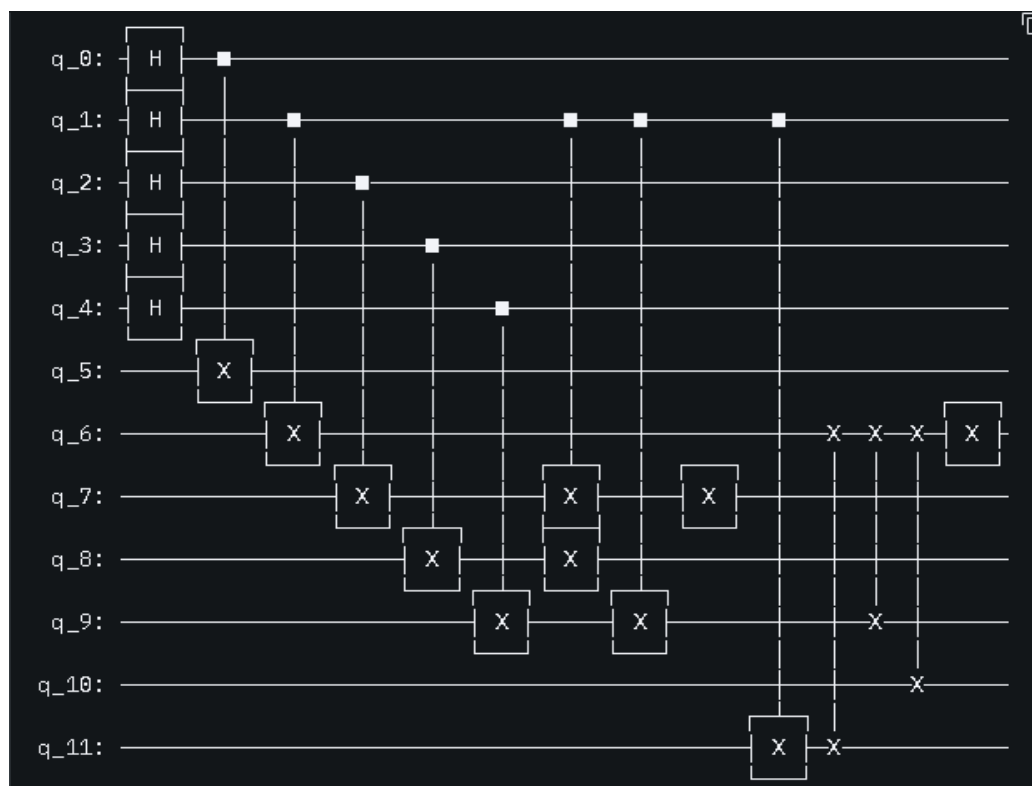 q_0: H
q_1: H
q_2: H
q_3: H
q_4: H
q_5: X
q_6: X X X X X
q_7: X X X
q_8: X X
q_9: X X X
q_10: X
q_11: X X